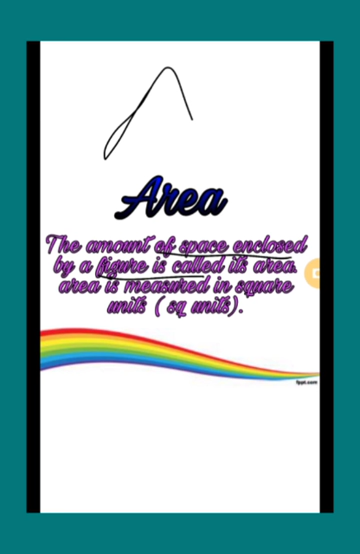 Area
The amount of space enclosed
by a figure is called its area.
area is measured in square
units ( sq units).
fppt.com